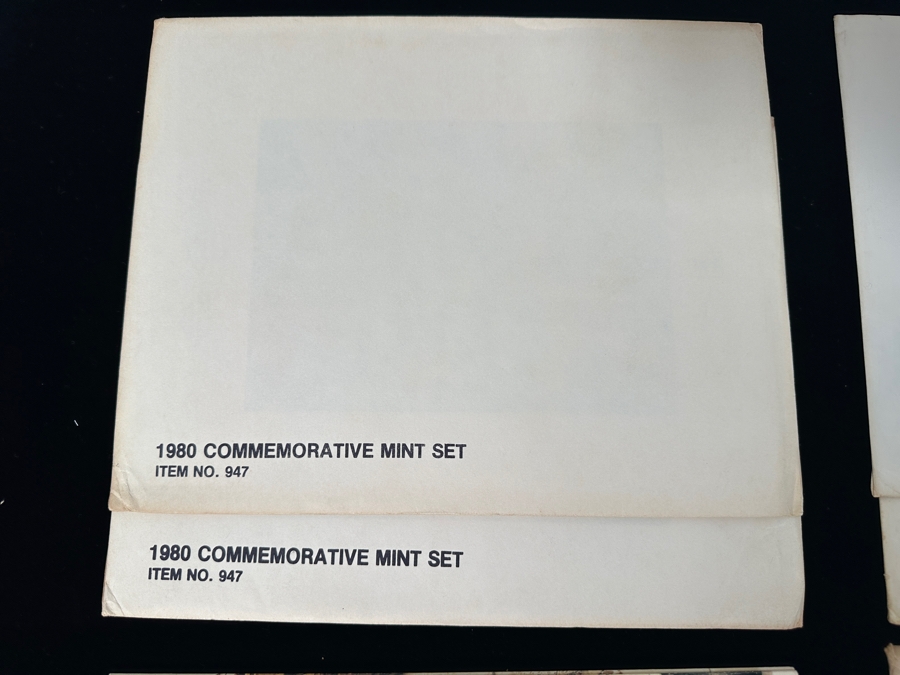 1980 COMMEMORATIVE MINT SET
ITEM NO. 947
1980 COMMEMORATIVE MINT SET
ITEM NO. 947